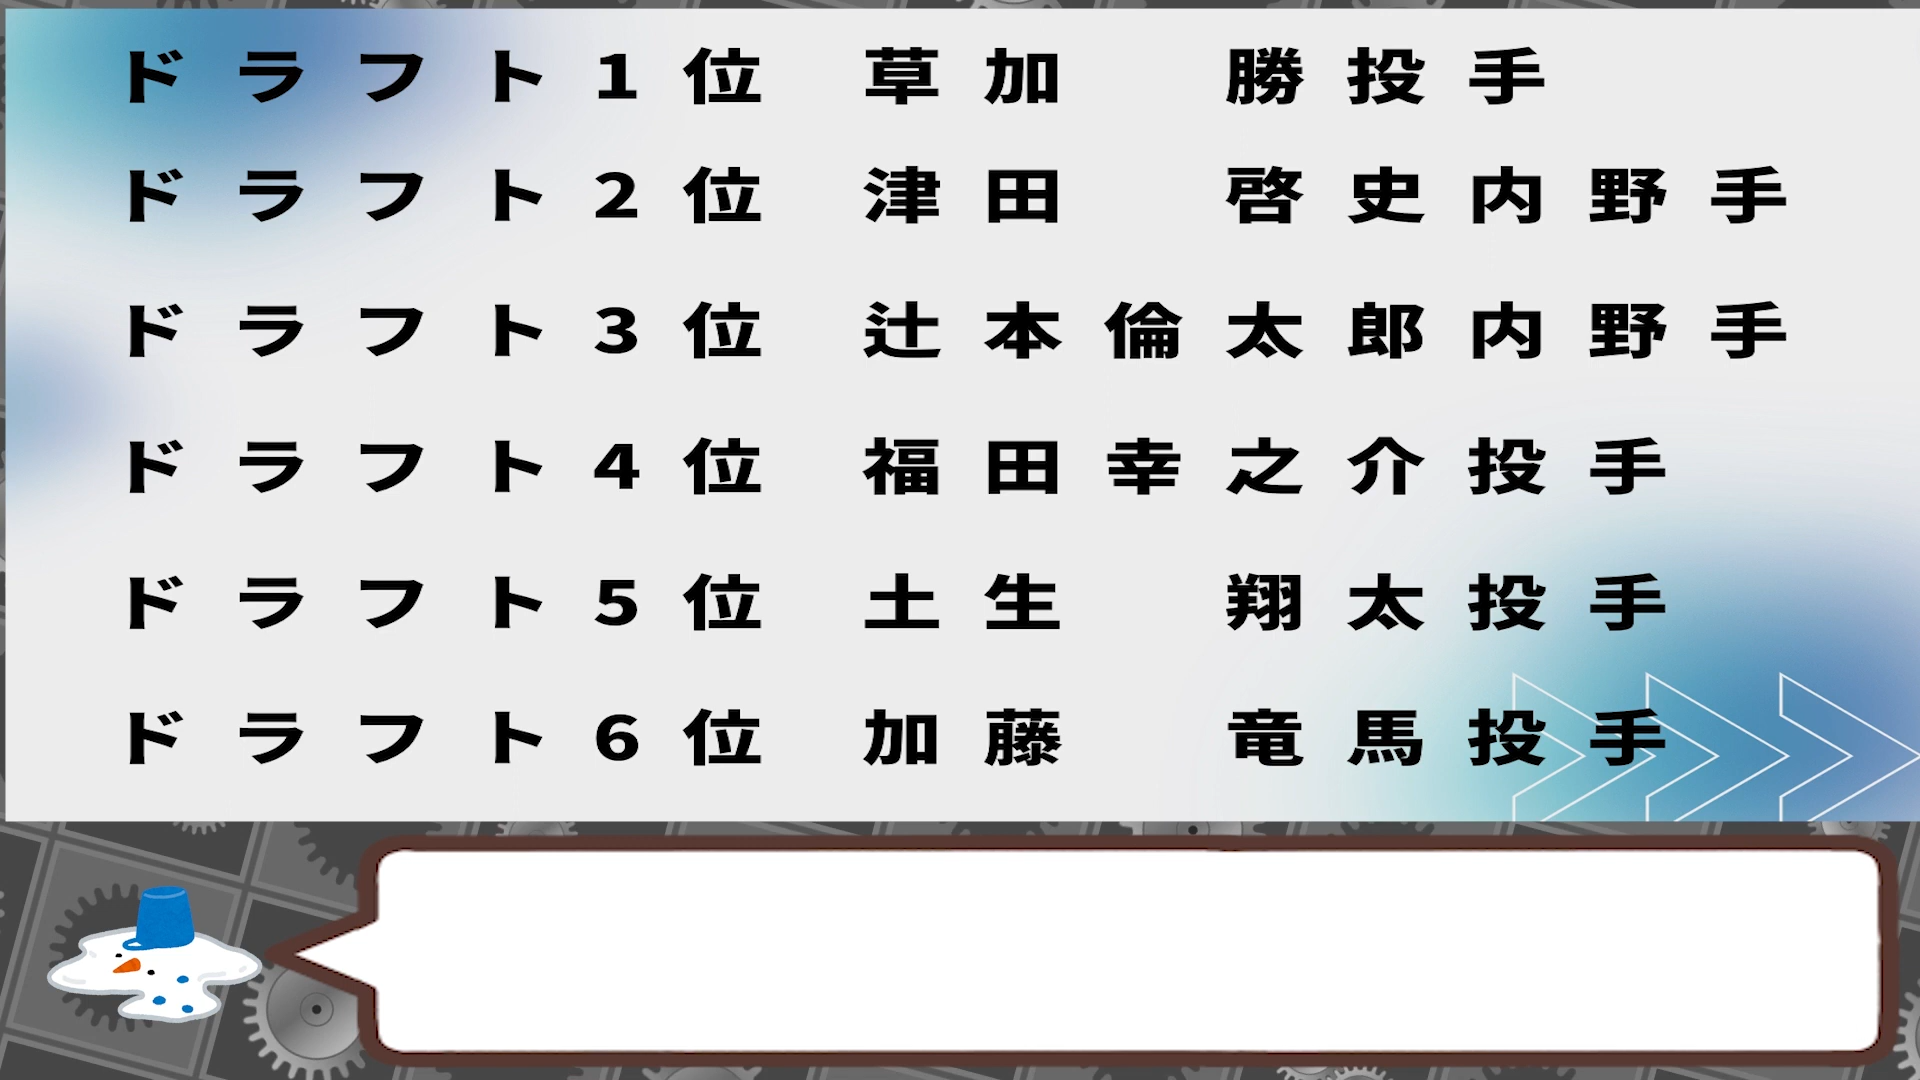 ドラフト1位 草加　勝投手
ドラフト2位 津田　啓史内野手
ドラフト3位 辻本倫太郎内野手
ドラフト4位 福田幸之介投手
ドラフト5位 土生　翔太投手
ドラフト6位 加藤　竜馬投手